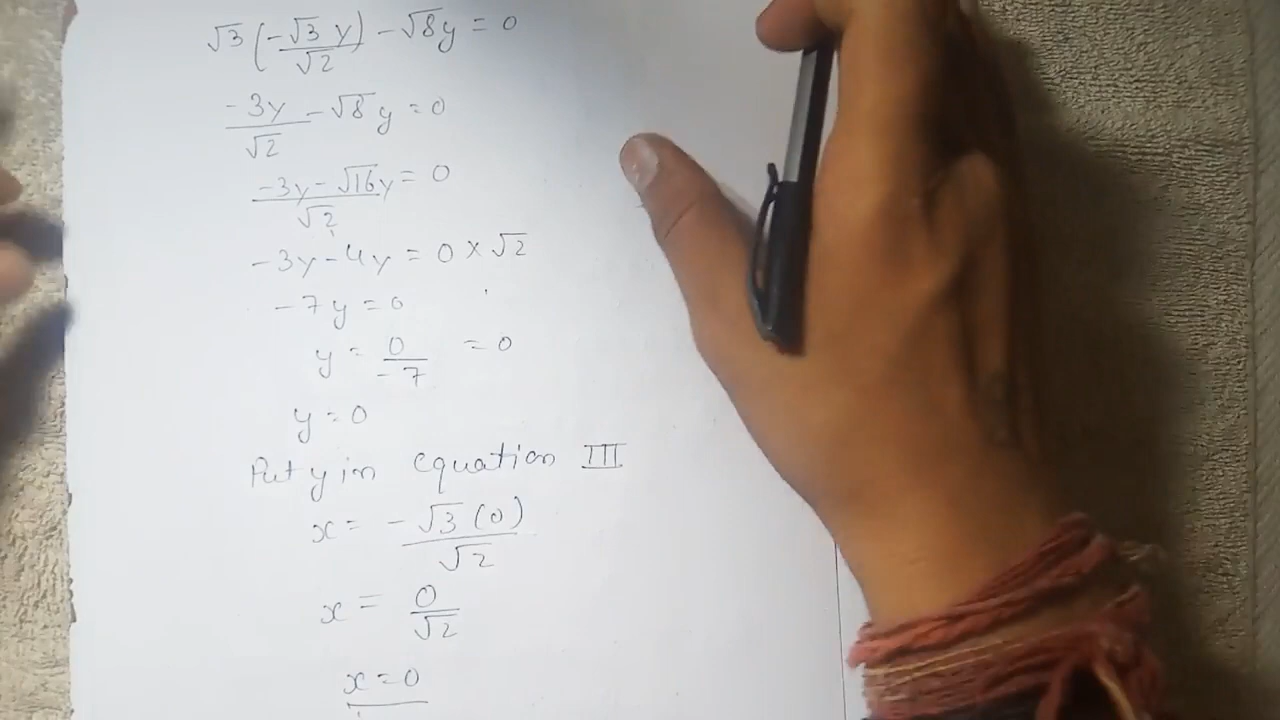 √3 (-√3 y / √2) - √8y = 0
-3y / √2 - √8 y = 0
-3y - √16y / √2 = 0
-3y - 4y = 0 x √2
-7y = 0
y = 0 / -7 = 0
y = 0
Put y in equation III
x = -√3 (0) / √2
x = 0 / √2
x = 0